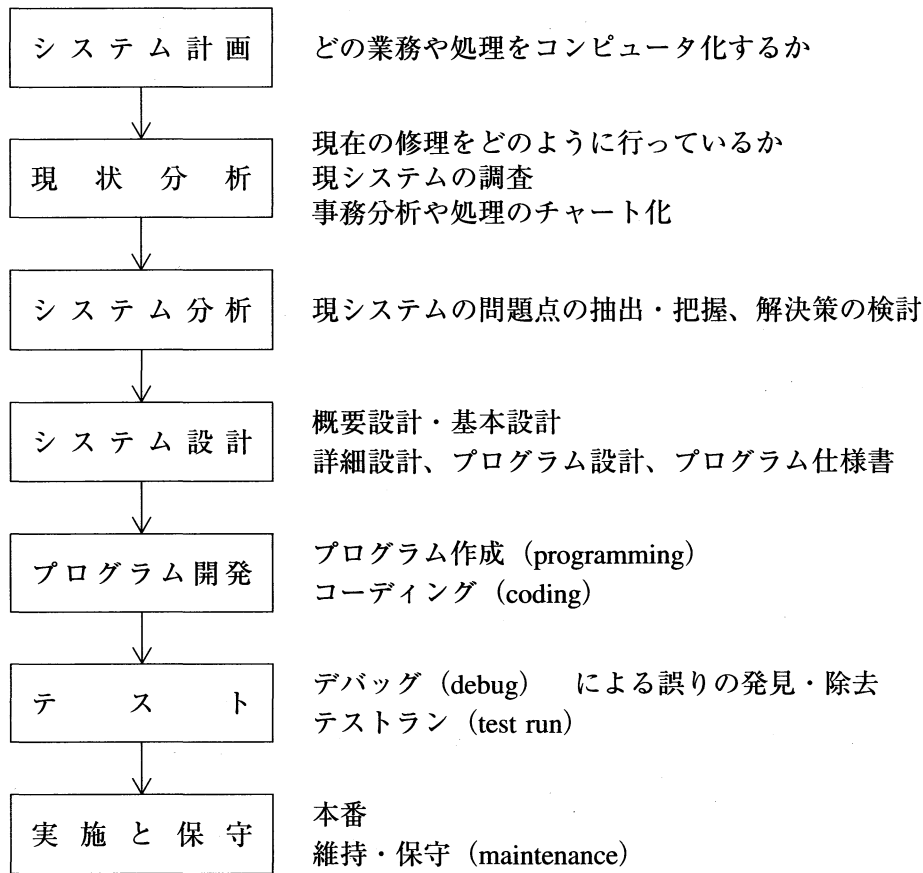 システム計画
どの業務や処理をコンピュータ化するか
現状分析
現在の修理をどのように行っているか
現システムの調査
事務分析や処理のチャート化
システム分析
現システムの問題点の抽出・把握、解決策の検討
システム設計
概要設計・基本設計
詳細設計、プログラム設計、プログラム仕様書
プログラム開発
プログラム作成(programming)
コーディング(coding)
テスト
デバッグ(debug) による誤りの発見・除去
テストラン(test run)
実施と保守
本番
維持・保守(maintenance)